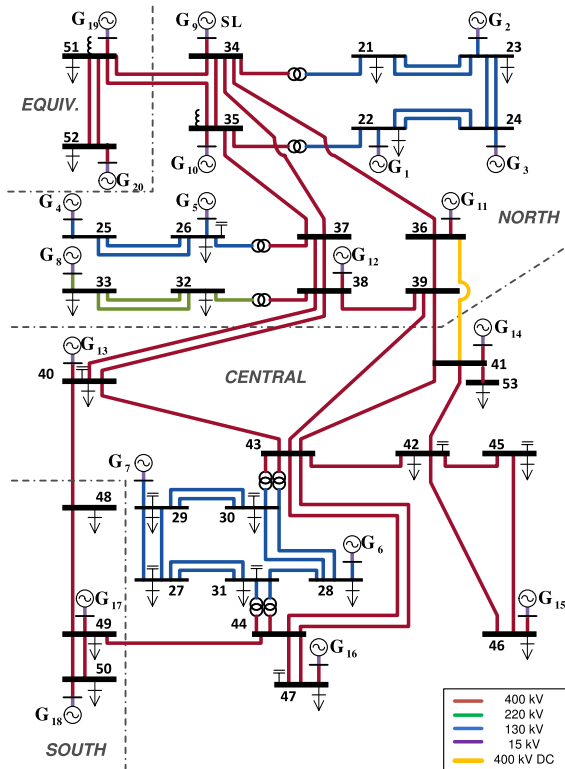 G19
G9 SL
G2
51
34
21
23
EQUIV.
35
22
24
52
G20
G10
G1
G3
G4
G5
G11
NORTH
25
26
37
36
G8
G12
33
32
38
39
G13
G14
40
CENTRAL
41
53
43
42
45
G7
48
29
30
G6
27
31
28
G17
G15
49
44
46
G16
50
47
G18
SOUTH
400 kV
220 kV
130 kV
15 kV
400 kV DC